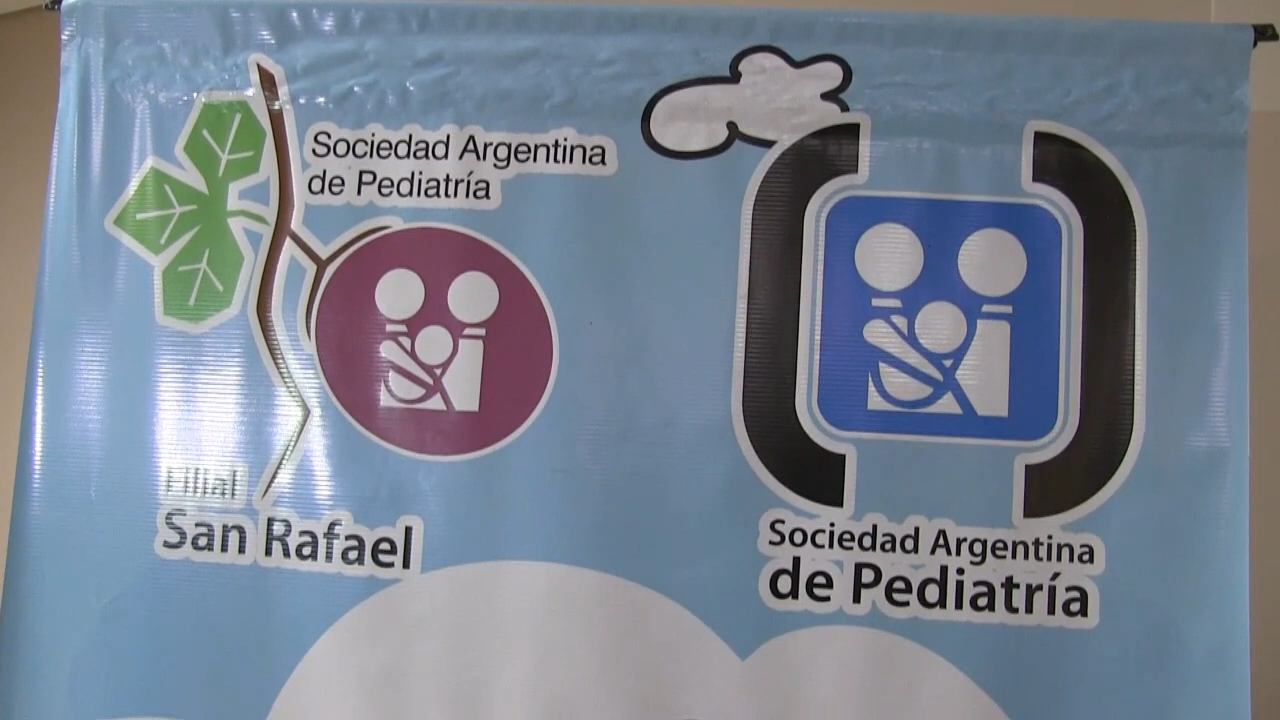 Sociedad Argentina
de Pediatría
Filial
San Rafael
Sociedad Argentina
de Pediatría